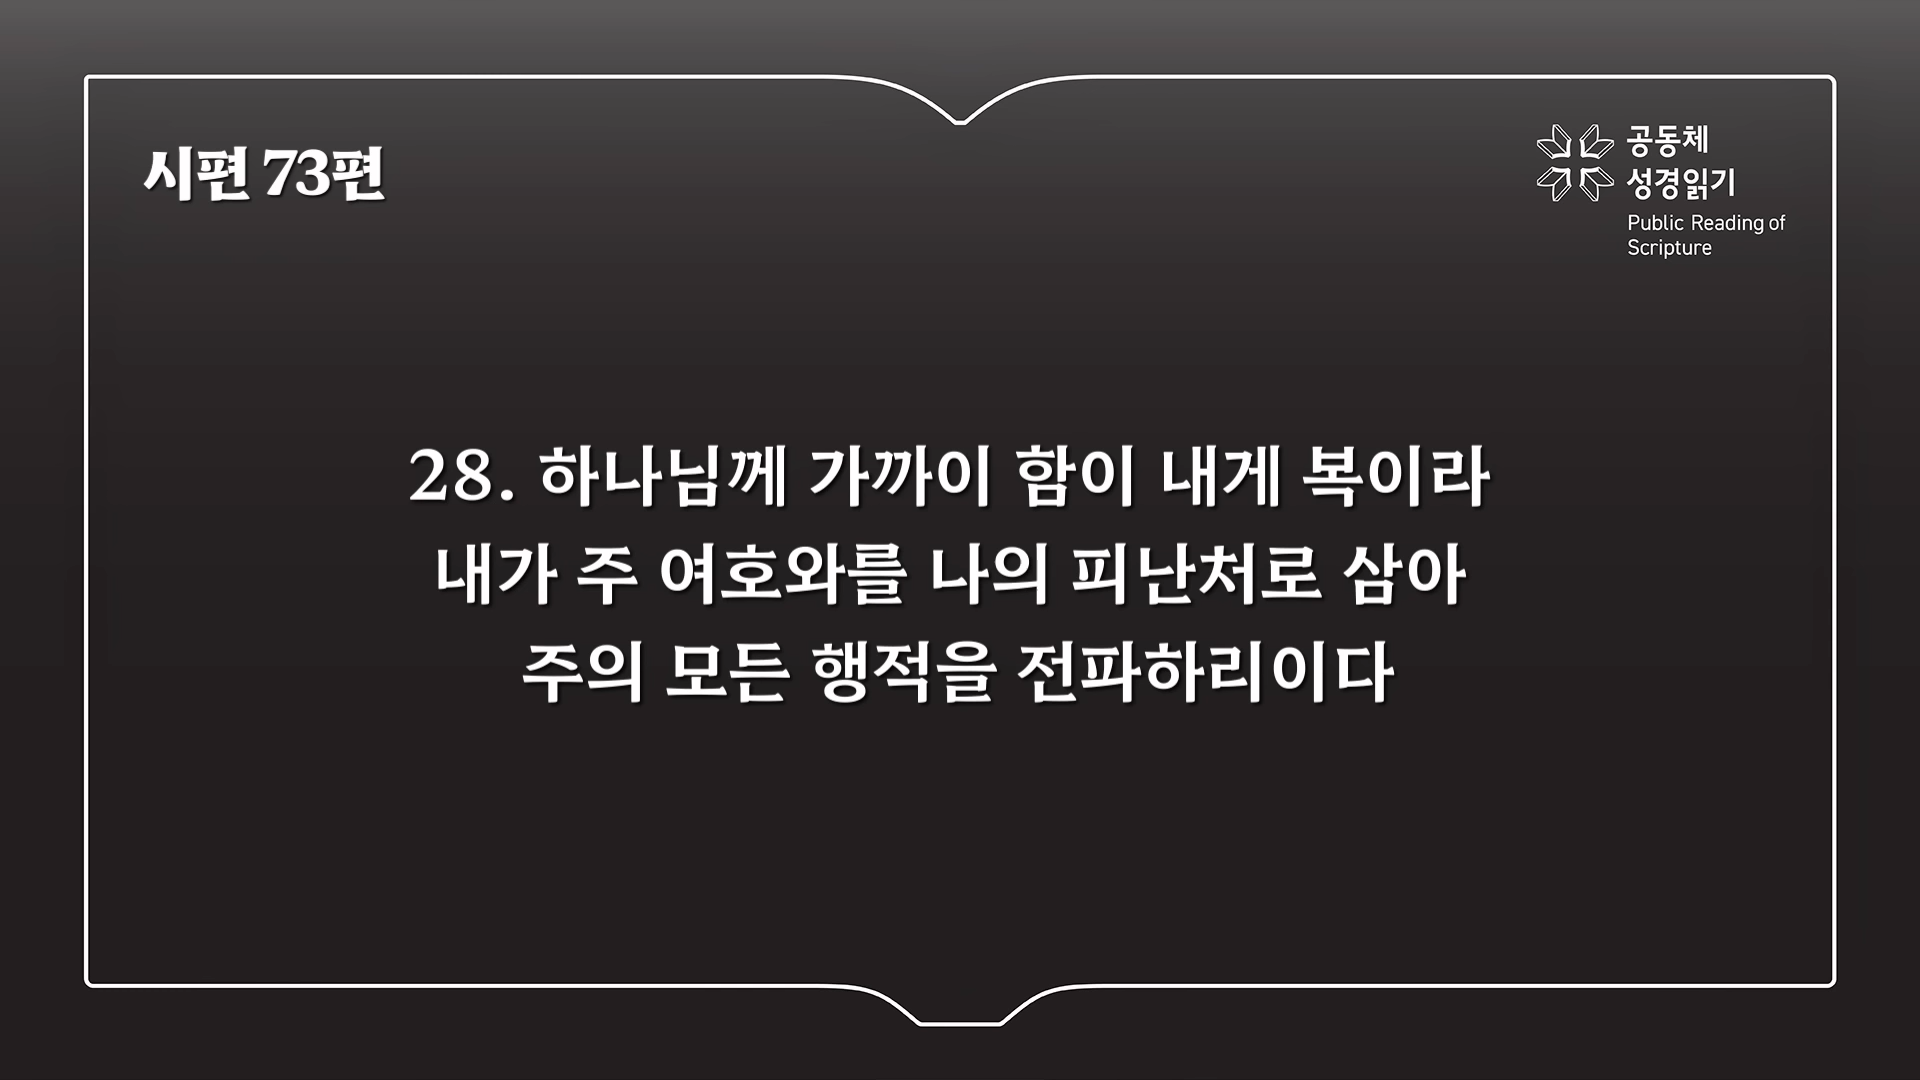 시편 73편
공동체
성경읽기
Public Reading of
Scripture
28. 하나님께 가까이 함이 내게 복이라
내가 주 여호와를 나의 피난처로 삼아
주의 모든 행적을 전파하리이다